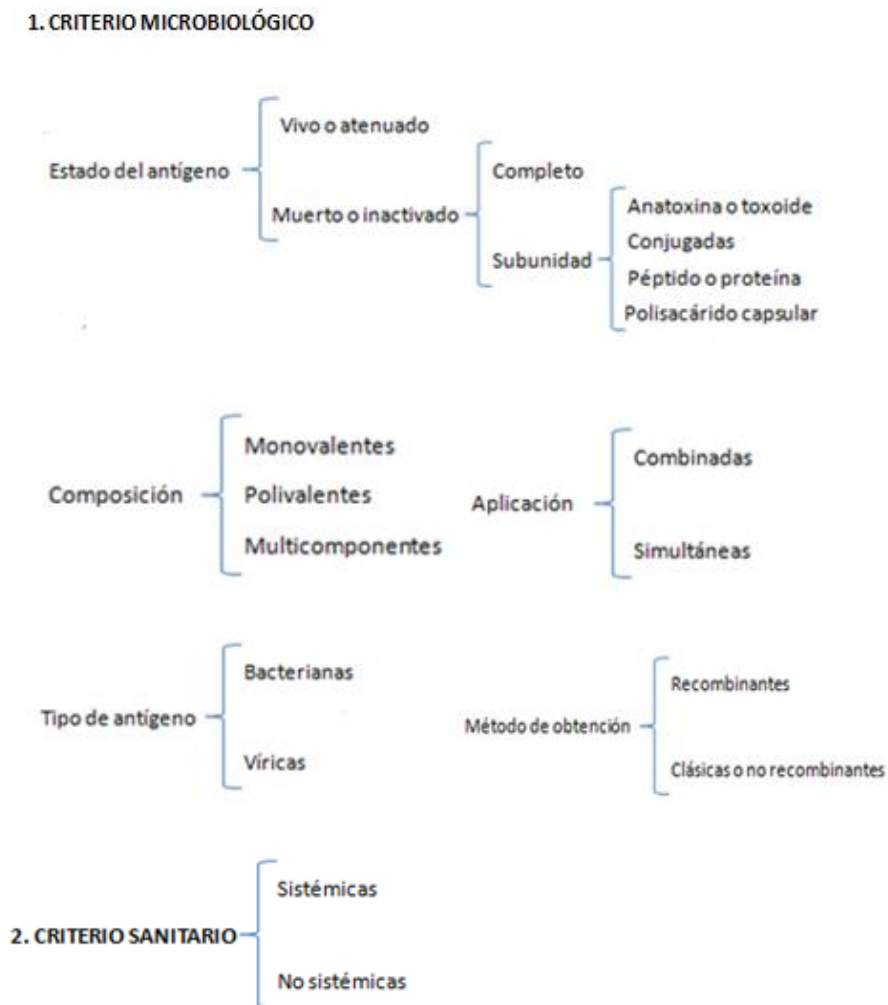 1. CRITERIO MICROBIOLÓGICO
Estado del antígeno
Vivo o atenuado
Muerto o inactivado
Completo
Subunidad
Anatoxina o toxoide
Conjugadas
Péptido o proteína
Polisacárido capsular
Composición
Monovalentes
Polivalentes
Multicomponentes
Aplicación
Combinadas
Simultáneas
Tipo de antígeno
Bacterianas
Víricas
Método de obtención
Recombinantes
Clásicas o no recombinantes
2. CRITERIO SANITARIO
Sistémicas
No sistémicas